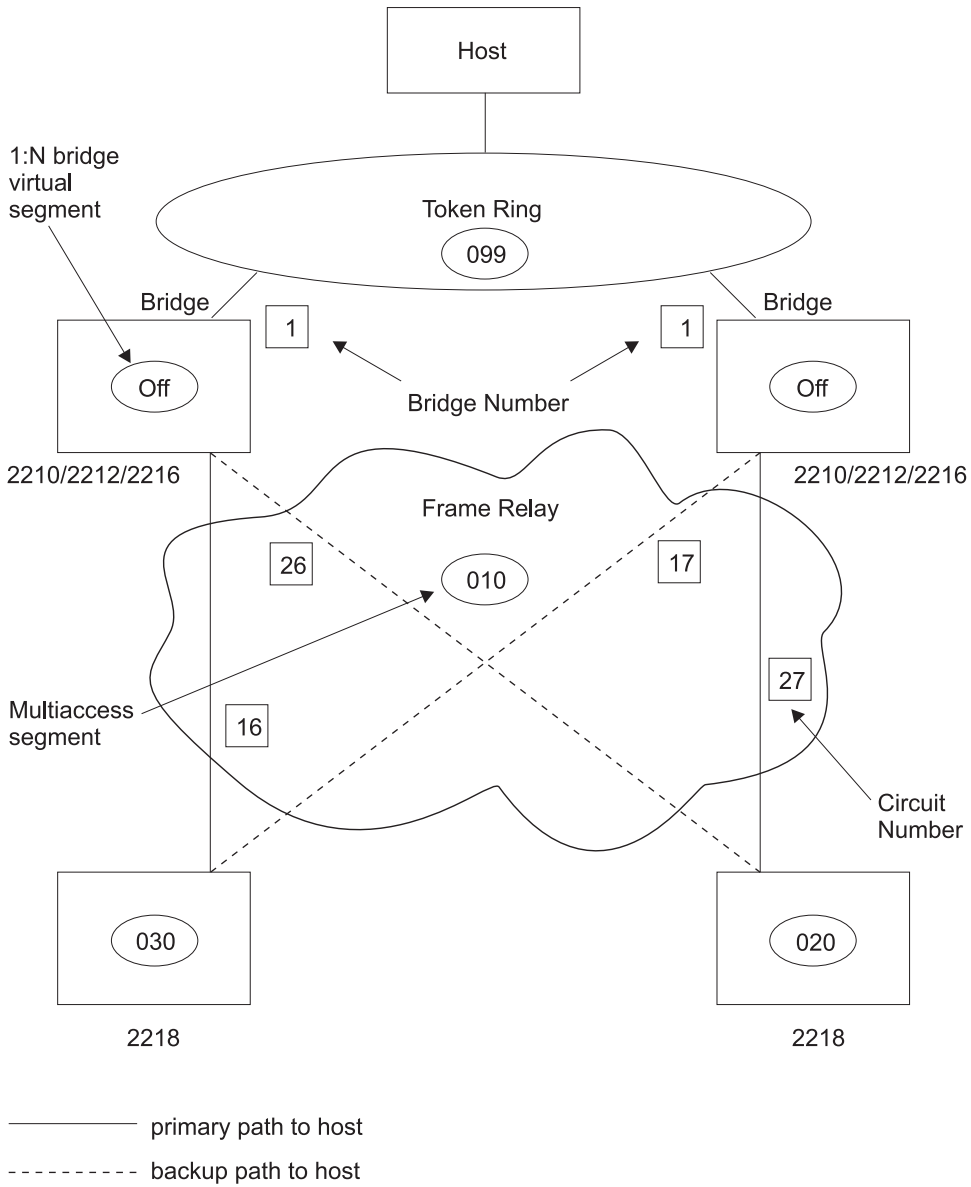 Host
1:N bridge
virtual
segment
Token Ring
099
Bridge
Bridge
1
1
Off
Bridge Number
Off
2210/2212/2216
2210/2212/2216
Frame Relay
26
010
17
27
Multiaccess
segment
16
Circuit
Number
030
020
2218
2218
primary path to host
backup path to host